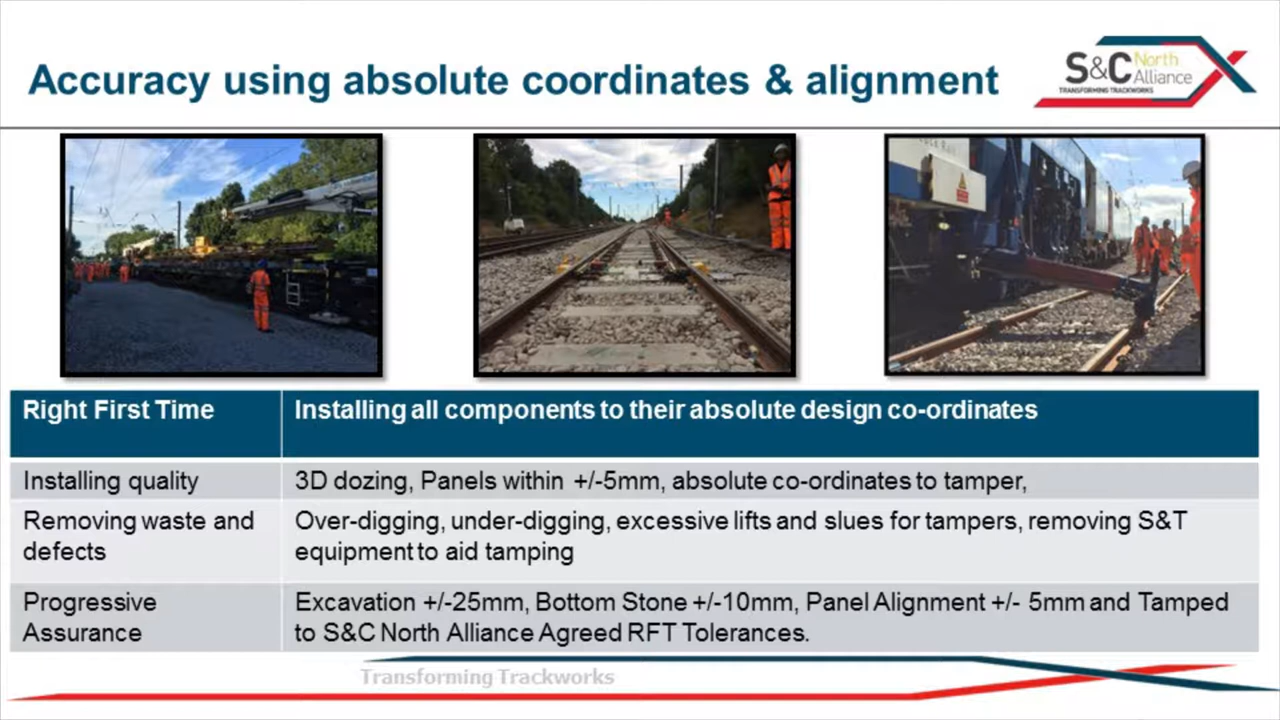 Accuracy using absolute coordinates & alignment
S&C North
Alliance
TRANSFORMING TRACKWORKS
Right First Time
Installing all components to their absolute design co-ordinates
Installing quality
3D dozing, Panels within +/-5mm, absolute co-ordinates to tamper,
Removing waste and
defects
Over-digging, under-digging, excessive lifts and slues for tampers, removing S&T
equipment to aid tamping
Progressive
Assurance
Excavation +/-25mm, Bottom Stone +/-10mm, Panel Alignment +/- 5mm and Tamped
to S&C North Alliance Agreed RFT Tolerances.
Transforming Trackworks